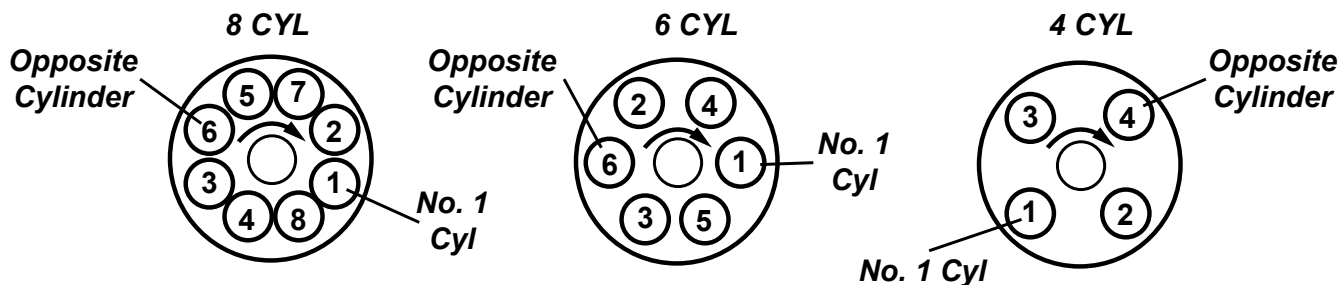 8 CYL
Opposite
Cylinder
5 7
6 2
3 1
4 8
No. 1
Cyl
6 CYL
Opposite
Cylinder
2 4
6 1
3 5
No. 1
Cyl
4 CYL
Opposite
Cylinder
3 4
1 2
No. 1 Cyl